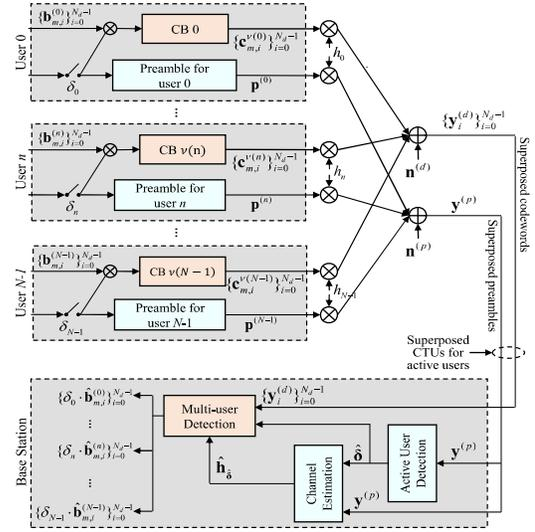 User 0
{b_{m,i}^{(0)}}_{i=0}^{N_d-1}
CB 0
{c_{m,i}^{ν(0)}}_{i=0}^{N_d-1}
δ_0
Preamble for
user 0
p^{(0)}
h_0
...
User n
{b_{m,i}^{(n)}}_{i=0}^{N_d-1}
CB ν(n)
{c_{m,i}^{ν(n)}}_{i=0}^{N_d-1}
δ_n
Preamble for
user n
p^{(n)}
h_n
...
User N-1
{b_{m,i}^{(N-1)}}_{i=0}^{N_d-1}
CB ν(N − 1)
{c_{m,i}^{ν(N-1)}}_{i=0}^{N_d-1}
δ_{N-1}
Preamble for
user N-1
p^{(N-1)}
h_{N-1}
{y_i^{(d)}}_{i=0}^{N_d-1}
n^{(d)}
y^{(p)}
n^{(p)}
Superposed codewords
Superposed preambles
Superposed
CTUs for
active users
Base Station
{δ_0 · b̂_{m,i}^{(0)}}_{i=0}^{N_d-1}
...
{δ_n · b̂_{m,i}^{(n)}}_{i=0}^{N_d-1}
...
{δ_{N-1} · b̂_{m,i}^{(N-1)}}_{i=0}^{N_d-1}
Multi-user
Detection
{y_i^{(d)}}_{i=0}^{N_d-1}
ĥ_δ̂
Channel
Estimation
δ̂
y^{(p)}
Active User
Detection
y^{(p)}